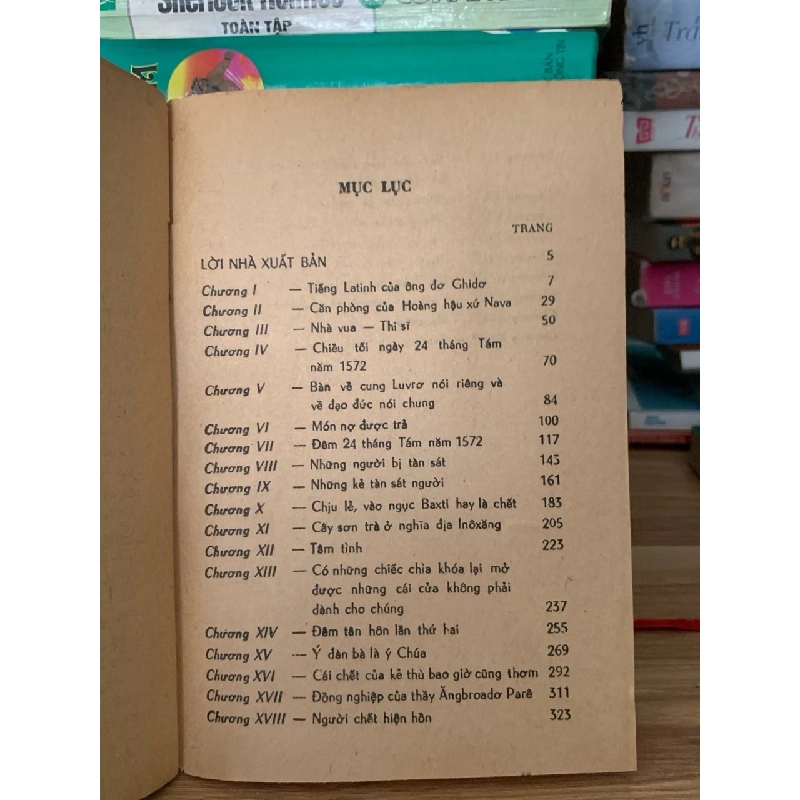 Sherlock Holmes
TOÀN TẬP
MỤC LỤC
TRANG
LỜI NHÀ XUẤT BẢN 5
Chương I — Tiếng Latinh của ông đơ Ghidơ 7
Chương II — Căn phòng của Hoàng hậu xứ Nava 29
Chương III — Nhà vua — Thi sĩ 50
Chương IV — Chiều tối ngày 24 tháng Tám
năm 1572 70
Chương V — Bàn về cung Luvrơ nói riêng và
về đạo đức nói chung 84
Chương VI — Món nợ được trả 100
Chương VII — Đêm 24 tháng Tám năm 1572 117
Chương VIII — Những người bị tàn sát 143
Chương IX — Những kẻ tàn sát người 161
Chương X — Chịu lễ, vào ngục Baxti hay là chết 183
Chương XI — Cây sơn trà ở nghĩa địa Inôxăng 205
Chương XII — Tâm tình 223
Chương XIII — Có những chiếc chìa khóa lại mở
được những cái cửa không phải
dành cho chúng 237
Chương XIV — Đêm tân hôn lần thứ hai 255
Chương XV — Ý đàn bà là ý Chúa 269
Chương XVI — Cái chết của kẻ thù bao giờ cũng thơm 292
Chương XVII — Đồng nghiệp của thầy Ăngbroadơ Parê 311
Chương XVIII — Người chết hiện hồn 323